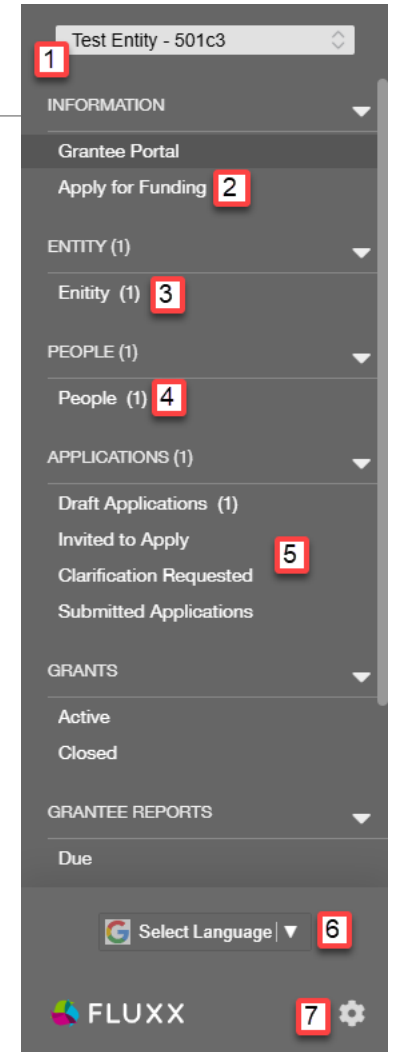 Test Entity - 501c3
1
INFORMATION
Grantee Portal
Apply for Funding 2
ENTITY (1)
Enitity (1) 3
PEOPLE (1)
People (1) 4
APPLICATIONS (1)
Draft Applications (1)
Invited to Apply
5
Clarification Requested
Submitted Applications
GRANTS
Active
Closed
GRANTEE REPORTS
Due
G Select Language 6
FLUXX 7